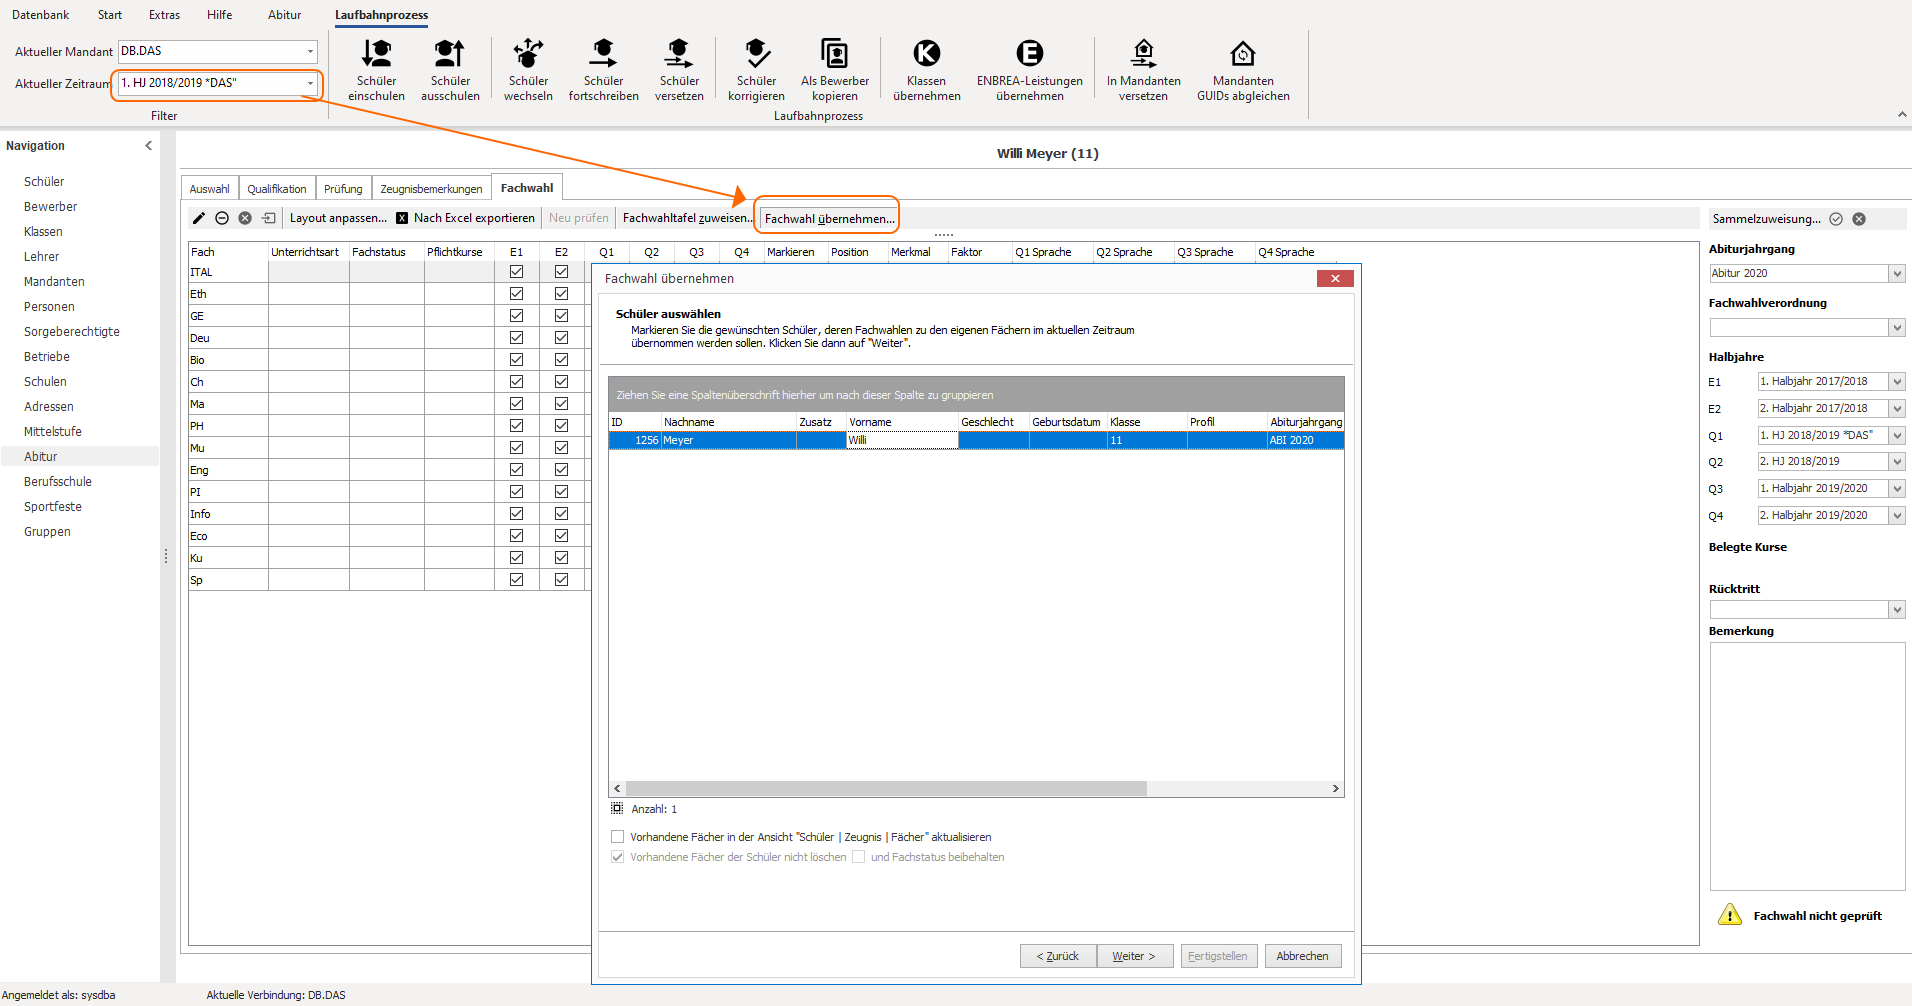 Datenbank Start Extras Hilfe Abitur Laufbahnprozess
Aktueller Mandant DB.DAS
Aktueller Zeitraum 1. HJ 2018/2019 *DAS"
Filter
Schüler einschulen
Schüler ausschulen
Schüler wechseln
Schüler fortschreiben
Schüler versetzen
Schüler korrigieren
Als Bewerber kopieren
Klassen übernehmen
ENBREA-Leistungen übernehmen
In Mandanten versetzen
Mandanten GUIDs abgleichen
Laufbahnprozess
Navigation
Schüler
Bewerber
Klassen
Lehrer
Mandanten
Personen
Sorgeberechtigte
Betriebe
Schulen
Adressen
Mittelstufe
Abitur
Berufsschule
Sportfeste
Gruppen
Willi Meyer (11)
Auswahl Qualifikation Prüfung Zeugnisbemerkungen Fachwahl
Layout anpassen... X Nach Excel exportieren Neu prüfen Fachwahltafel zuweisen... Fachwahl übernehmen...
Fach Unterrichtsart Fachstatus Pflichtkurse E1 E2 Q1 Q2 Q3 Q4 Markieren Position Merkmal Faktor Q1 Sprache Q2 Sprache Q3 Sprache Q4 Sprache
ITAL
Eth
GE
Deu
Bio
Ch
Ma
PH
Mu
Eng
PI
Info
Eco
Ku
Sp
Fachwahl übernehmen
Schüler auswählen
Markieren Sie die gewünschten Schüler, deren Fachwahlen zu den eigenen Fächern im aktuellen Zeitraum
übernommen werden sollen. Klicken Sie dann auf "Weiter".
Ziehen Sie eine Spaltenüberschrift hierher um nach dieser Spalte zu gruppieren
ID Nachname Zusatz Vorname Geschlecht Geburtsdatum Klasse Profil Abiturjahrgang
1256 Meyer Willi 11 ABI 2020
Anzahl: 1
Vorhandene Fächer in der Ansicht "Schüler | Zeugnis | Fächer" aktualisieren
Vorhandene Fächer der Schüler nicht löschen und Fachstatus beibehalten
< Zurück Weiter > Fertigstellen Abbrechen
Sammelzuweisung...
Abiturjahrgang
Abitur 2020
Fachwahlverordnung
Halbjahre
E1 1. Halbjahr 2017/2018
E2 2. Halbjahr 2017/2018
Q1 1. HJ 2018/2019 *DAS"
Q2 2. HJ 2018/2019
Q3 1. Halbjahr 2019/2020
Q4 2. Halbjahr 2019/2020
Belegte Kurse
Rücktritt
Bemerkung
Fachwahl nicht geprüft
Angemeldet als: sysdba Aktuelle Verbindung: DB.DAS